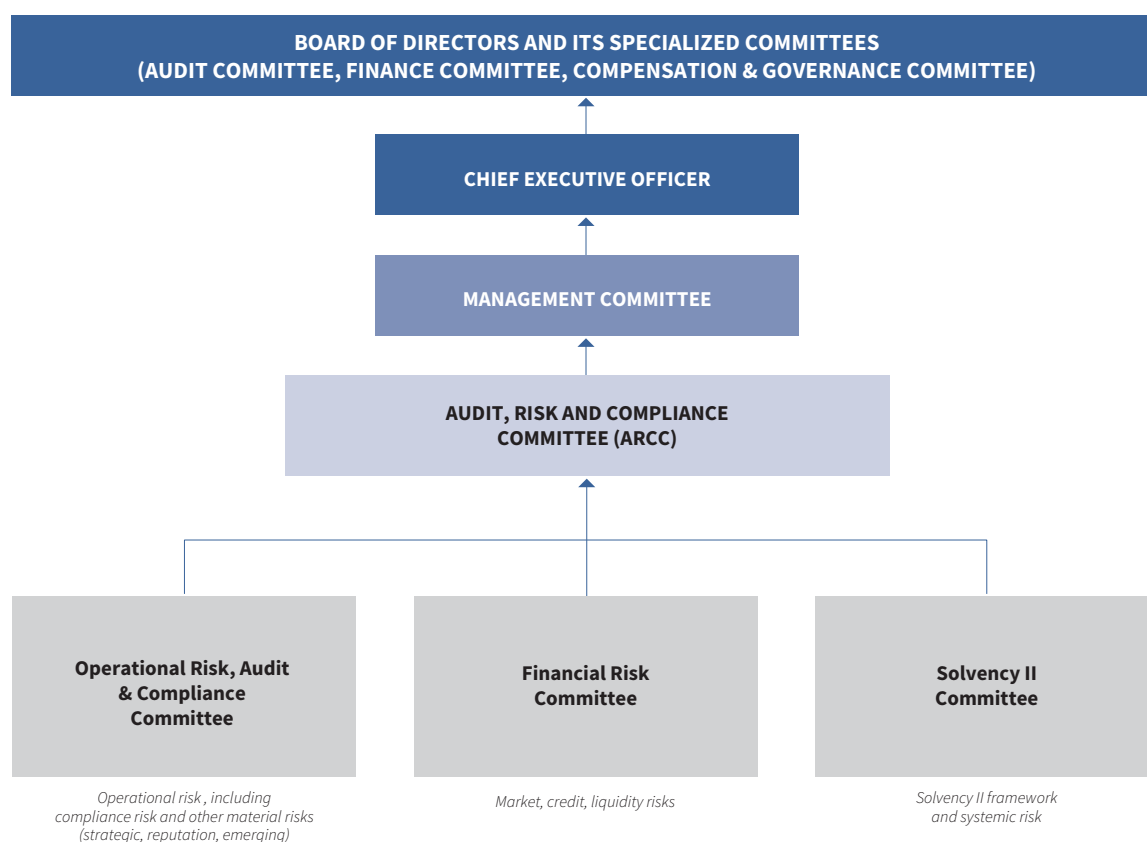 BOARD OF DIRECTORS AND ITS SPECIALIZED COMMITTEES
(AUDIT COMMITTEE, FINANCE COMMITTEE, COMPENSATION & GOVERNANCE COMMITTEE)
CHIEF EXECUTIVE OFFICER
MANAGEMENT COMMITTEE
AUDIT, RISK AND COMPLIANCE
COMMITTEE (ARCC)
Operational Risk, Audit
& Compliance
Committee
Financial Risk
Committee
Solvency II
Committee
Operational risk , including
compliance risk and other material risks
(strategic, reputation, emerging)
Market, credit, liquidity risks
Solvency II framework
and systemic risk